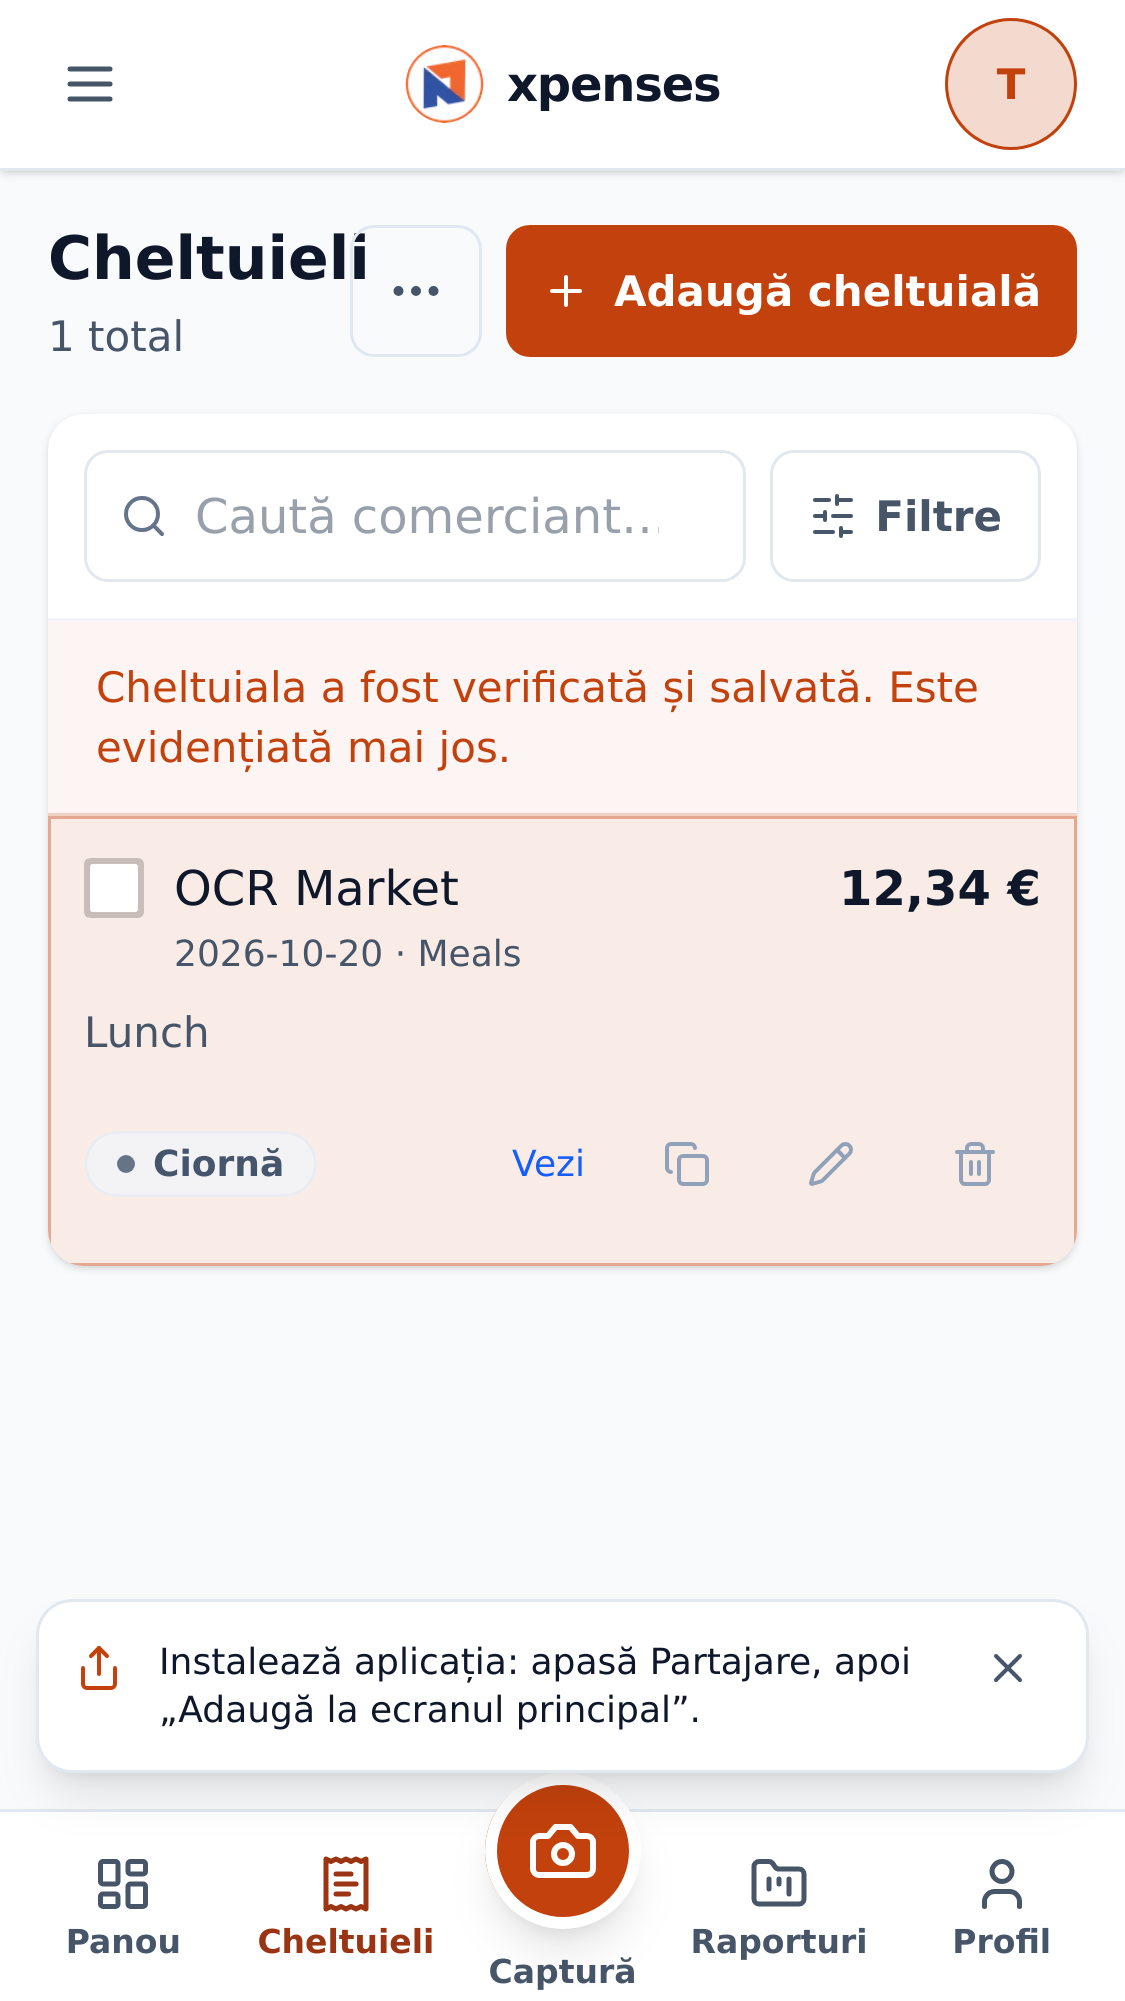 xpenses
T
Cheltuieli
1 total
Adaugă cheltuială
Caută comerciant...
Filtre
Cheltuiala a fost verificată și salvată. Este
evidențiată mai jos.
OCR Market
12,34 €
2026-10-20 · Meals
Lunch
Ciornă
Vezi
Instalează aplicația: apasă Partajare, apoi
„Adaugă la ecranul principal”.
Panou
Cheltuieli
Captură
Raporturi
Profil